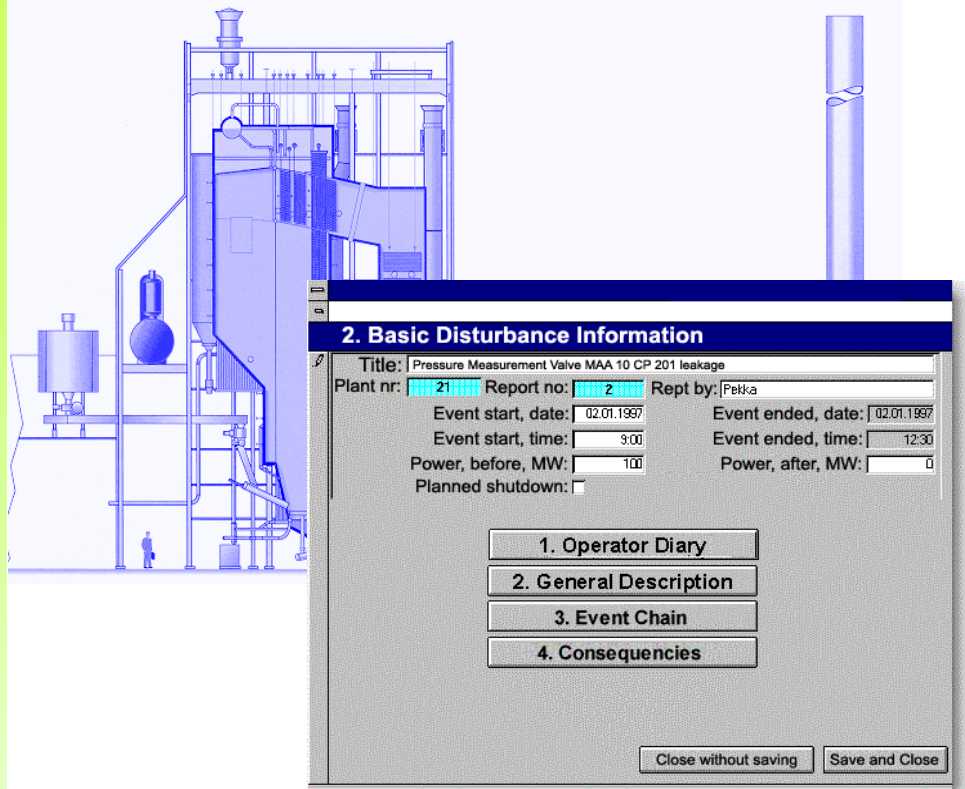 2. Basic Disturbance Information
Title: Pressure Measurement Valve MAA 10 CP 201 leakage
Plant nr: 21 Report no: 2 Rept by: Pekka
Event start, date: 02.01.1997 Event ended, date: 02.01.1997
Event start, time: 9:00 Event ended, time: 12:30
Power, before, MW: 100 Power, after, MW: 0
Planned shutdown:
1. Operator Diary
2. General Description
3. Event Chain
4. Consequencies
Close without saving Save and Close